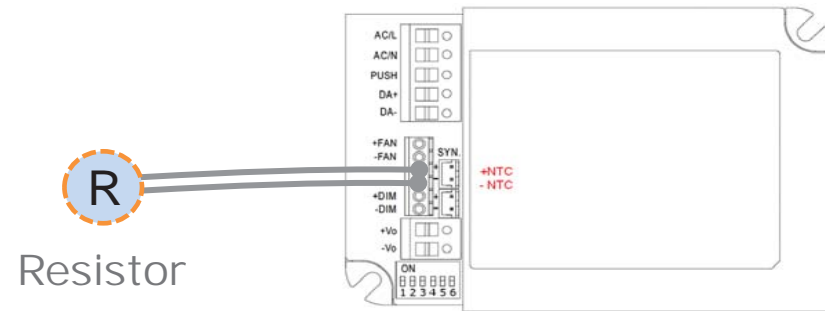 AC/L
AC/N
PUSH
DA+
DA-
+FAN
-FAN
SYN.
+NTC
- NTC
+DIM
-DIM
+Vo
-Vo
ON
1 2 3 4 5 6
R
Resistor